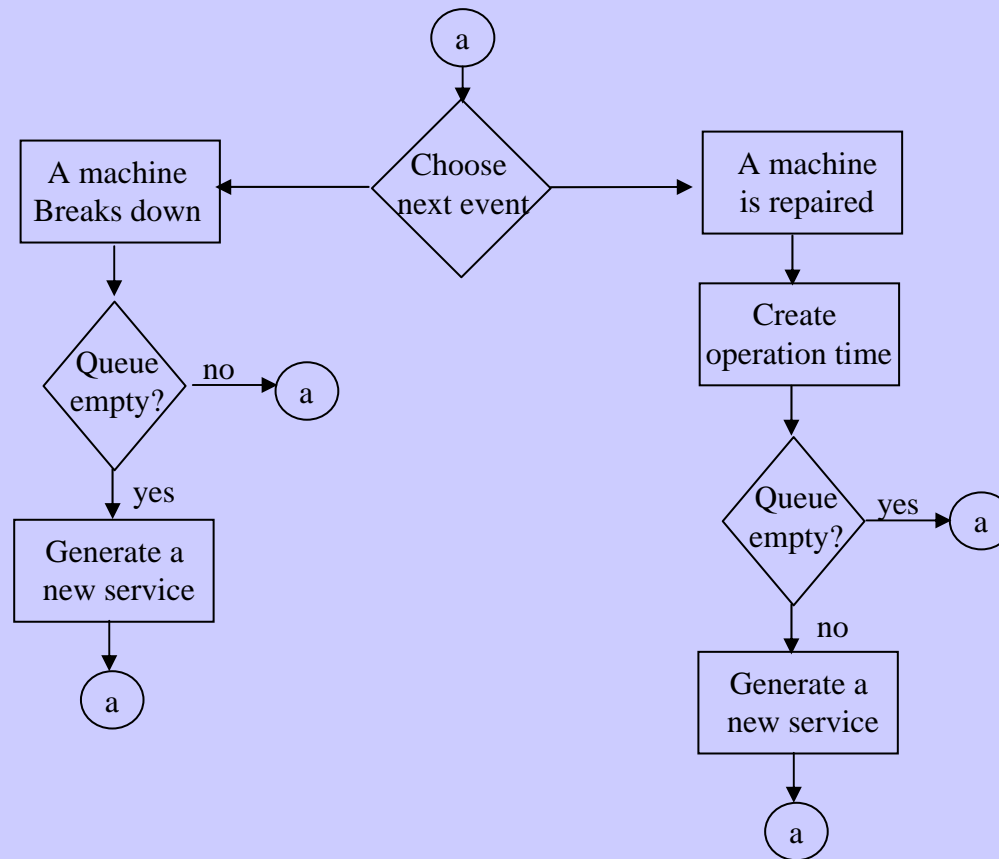 a
Choose
next event
A machine
Breaks down
Queue
empty?
no
a
yes
Generate a
new service
a
A machine
is repaired
Create
operation time
Queue
empty?
yes
a
no
Generate a
new service
a